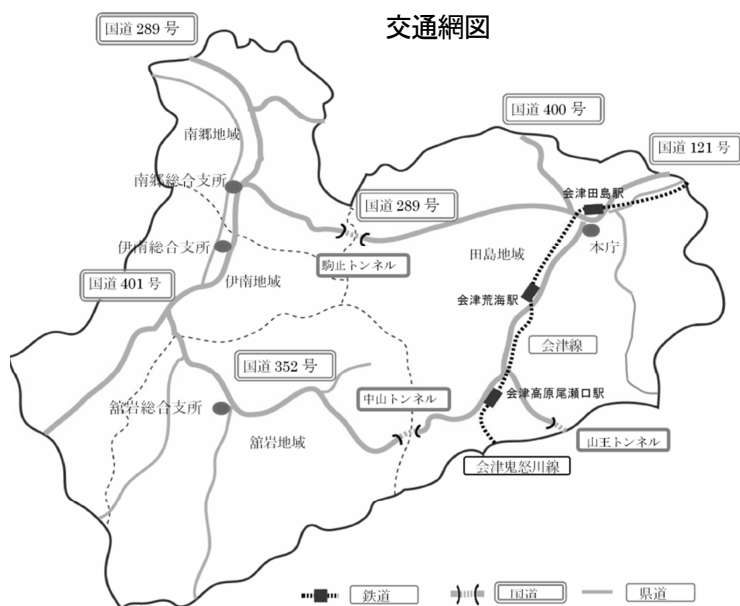 交通網図
国道 289 号
国道 400 号
国道 121 号
南郷地域
南郷総合支所
会津田島駅
国道 289 号
本庁
伊南総合支所
田島地域
駒止トンネル
国道 401 号
伊南地域
会津荒海駅
会津線
国道 352 号
舘岩総合支所
中山トンネル
会津高原尾瀬口駅
舘岩地域
山王トンネル
会津鬼怒川線
鉄道
国道
県道